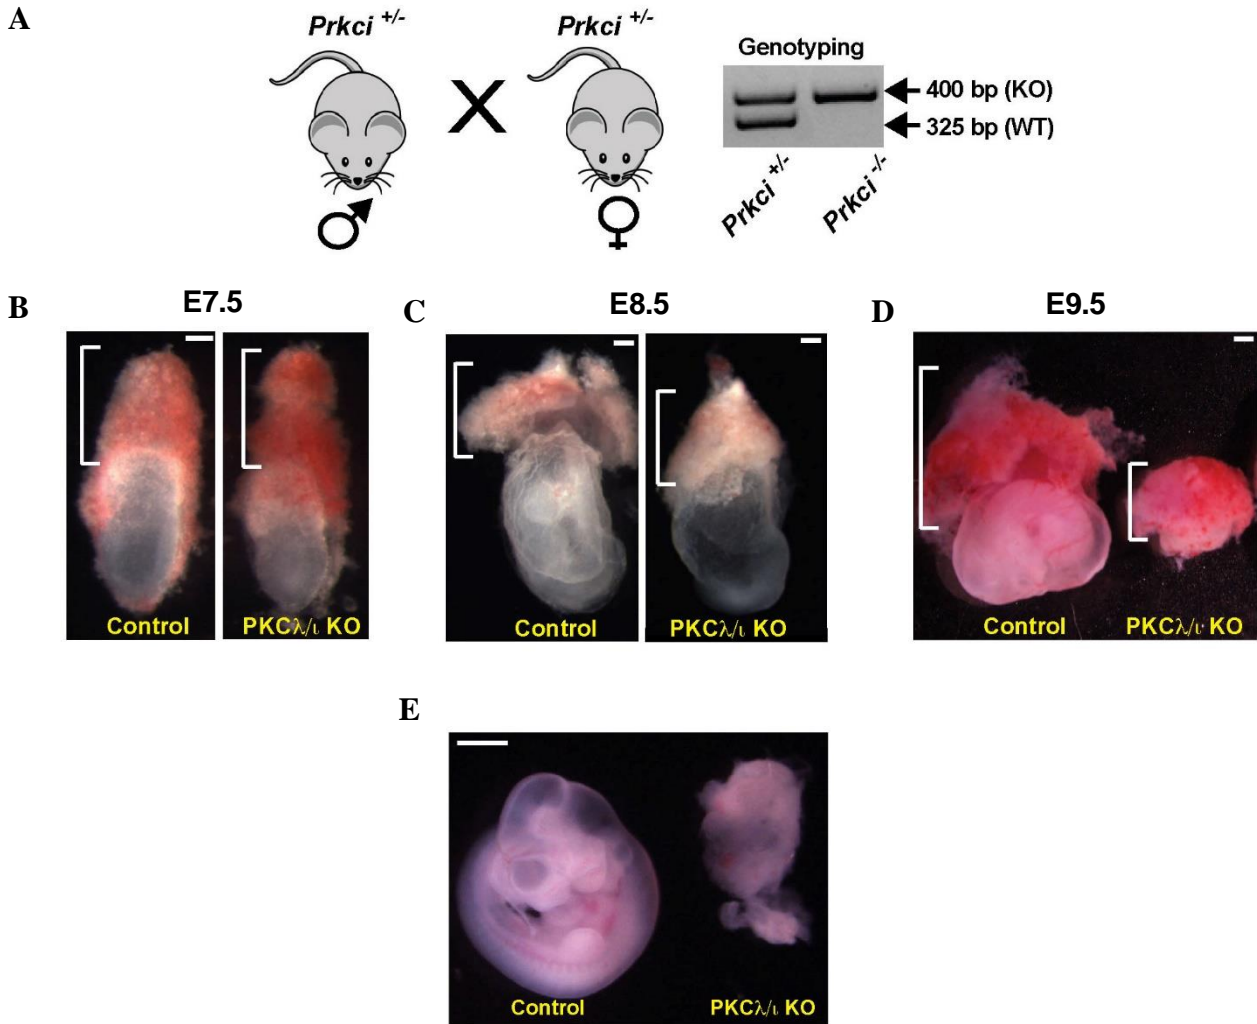 A
Prkci +/-
Prkci +/-
Genotyping
400 bp (KO)
325 bp (WT)
Prkci +/-
Prkci -/-
B
E7.5
C
E8.5
D
E9.5
Control
PKCλ/ι KO
Control
PKCλ/ι KO
Control
PKCλ/ι KO
E
Control
PKCλ/ι KO